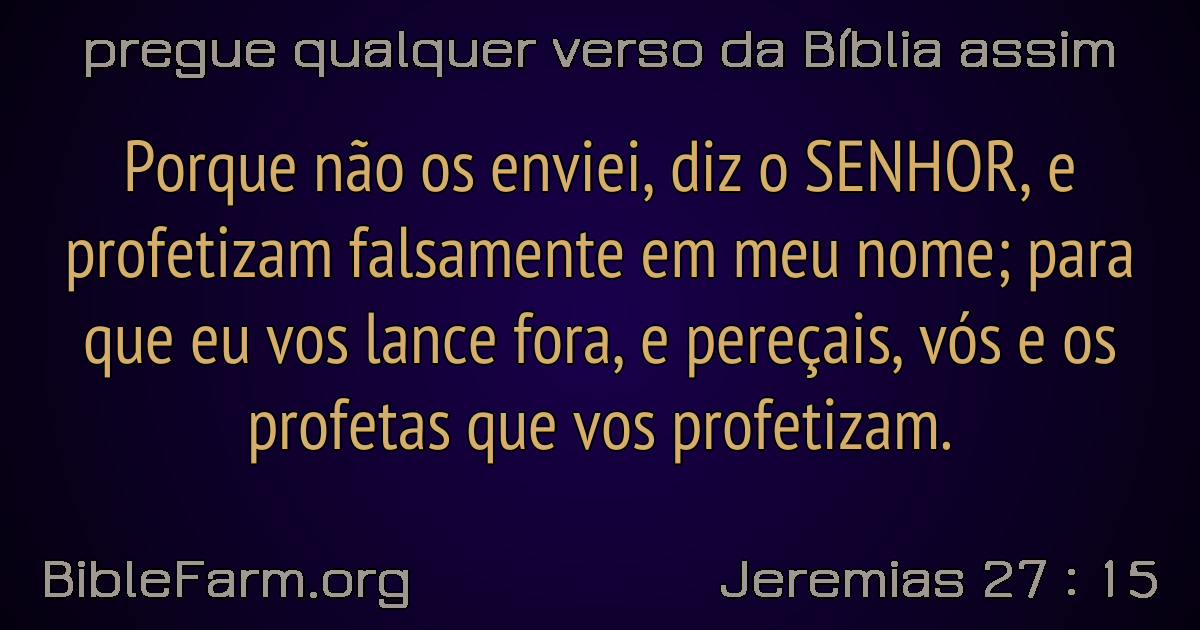 pregue qualquer verso da Bíblia assim
Porque não os enviei, diz o SENHOR, e
profetizam falsamente em meu nome; para
que eu vos lance fora, e pereçais, vós e os
profetas que vos profetizam.
BibleFarm.org
Jeremias 27 : 15